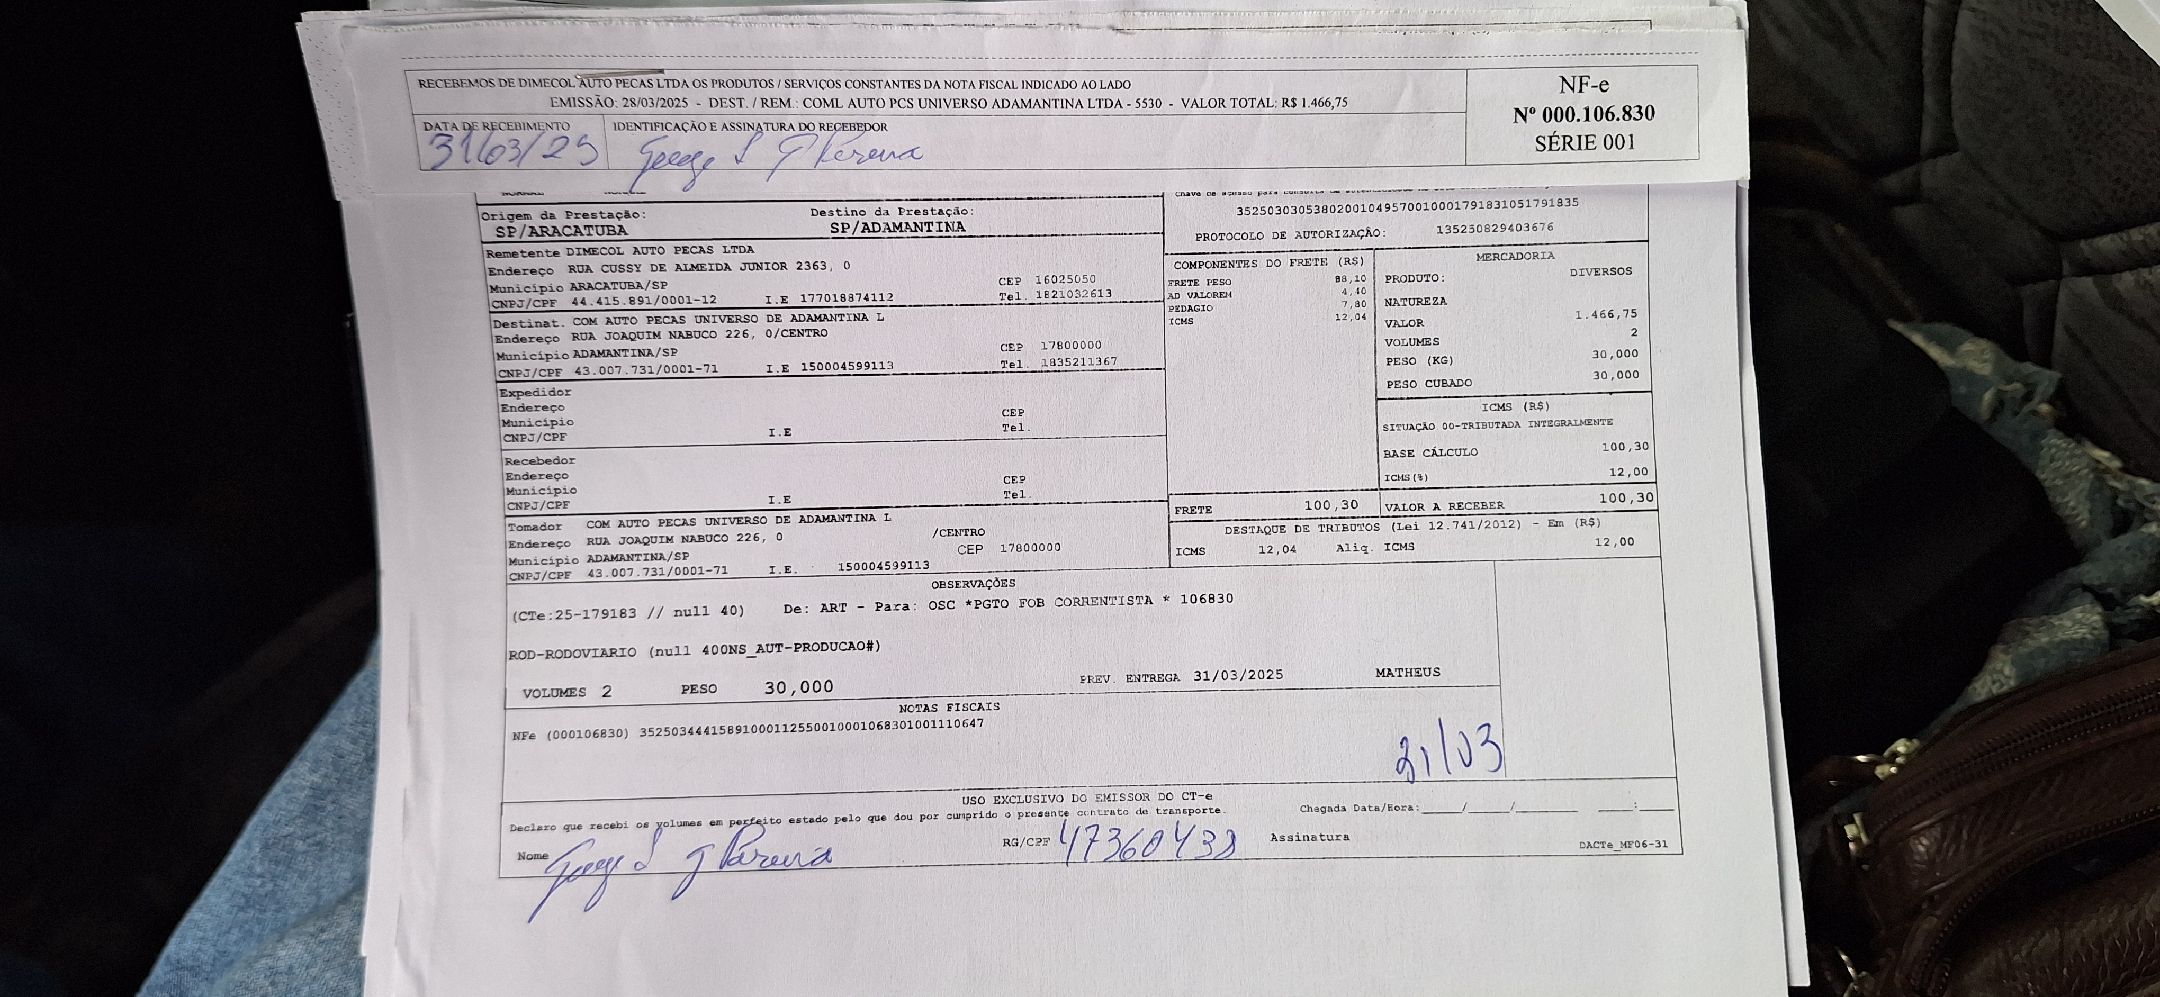 RECEBEMOS DE DIMECOL AUTO PECAS LTDA OS PRODUTOS / SERVIÇOS CONSTANTES DA NOTA FISCAL INDICADO AO LADO
EMISSÃO: 28/03/2025 - DEST. / REM.: COML AUTO PCS UNIVERSO ADAMANTINA LTDA - 5530 - VALOR TOTAL: R$ 1.466,75
DATA DE RECEBIMENTO IDENTIFICAÇÃO E ASSINATURA DO RECEBEDOR
31/03/25
NF-e
Nº 000.106.830
SÉRIE 001
Origem da Prestação: Destino da Prestação:
SP/ARACATUBA SP/ADAMANTINA
35250303053802001049570010001791831051791835
PROTOCOLO DE AUTORIZAÇÃO: 135250829403676
Remetente DIMECOL AUTO PECAS LTDA
Endereço RUA CUSSY DE ALMEIDA JUNIOR 2363, 0
Município ARACATUBA/SP CEP 16025050
CNPJ/CPF 44.415.891/0001-12 I.E 177018874112 Tel. 1821032613
Destinat. COM AUTO PECAS UNIVERSO DE ADAMANTINA L
Endereço RUA JOAQUIM NABUCO 226, 0/CENTRO
Município ADAMANTINA/SP CEP 17800000
CNPJ/CPF 43.007.731/0001-71 I.E 150004599113 Tel. 1835211367
Expedidor
Endereço CEP
Município Tel.
CNPJ/CPF I.E
Recebedor
Endereço CEP
Município Tel.
CNPJ/CPF I.E
Tomador COM AUTO PECAS UNIVERSO DE ADAMANTINA L
Endereço RUA JOAQUIM NABUCO 226, 0 /CENTRO
Município ADAMANTINA/SP CEP 17800000
CNPJ/CPF 43.007.731/0001-71 I.E. 150004599113
COMPONENTES DO FRETE (R$)
FRETE PESO 88,10
AD VALOREM 4,40
PEDAGIO 7,80
ICMS 12,04
MERCADORIA
PRODUTO: DIVERSOS
NATUREZA
VALOR 1.466,75
VOLUMES 2
PESO (KG) 30,000
PESO CUBADO 30,000
ICMS (R$)
SITUAÇÃO 00-TRIBUTADA INTEGRALMENTE
BASE CÁLCULO 100,30
ICMS(%) 12,00
FRETE 100,30 VALOR A RECEBER 100,30
DESTAQUE DE TRIBUTOS (Lei 12.741/2012) - Em (R$)
ICMS 12,04 Aliq. ICMS 12,00
OBSERVAÇÕES
(CTe:25-179183 // null 40) De: ART - Para: OSC *PGTO FOB CORRENTISTA * 106830
ROD-RODOVIARIO (null 400NS_AUT-PRODUCAO#)
VOLUMES 2 PESO 30,000 PREV. ENTREGA 31/03/2025 MATHEUS
NOTAS FISCAIS
NFe (000106830) 35250344415891000112550010001068301001110647
31/03
USO EXCLUSIVO DO EMISSOR DO CT-e
Declaro que recebi os volumes em perfeito estado pelo que dou por cumprido o presente contrato de transporte. Chagada Data/Hora:____/____/______ ____:____
Nome RG/CPF 47360438 Assinatura
DACTe_MF06-31